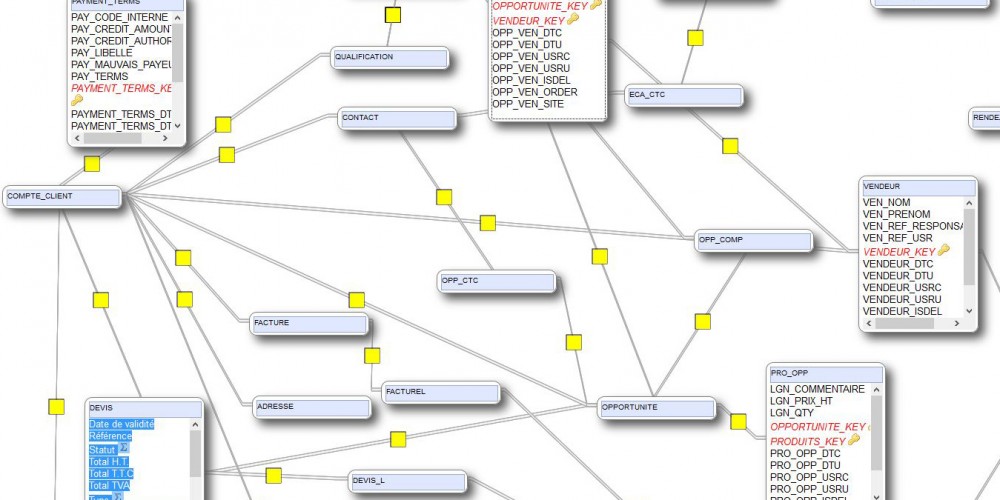 PAYMENT_TERMS
PAY_CODE_INTERNE
PAY_CREDIT_AMOUN
PAY_CREDIT_AUTHOR
PAY_LIBELLE
PAY_MAUVAIS_PAYEU
PAY_TERMS
PAYMENT_TERMS_KE
PAYMENT_TERMS_DT
PAYMENT_TERMS_DT
QUALIFICATION
CONTACT
OPPORTUNITE_KEY
VENDEUR_KEY
OPP_VEN_DTC
OPP_VEN_DTU
OPP_VEN_USRC
OPP_VEN_USRU
OPP_VEN_ISDEL
OPP_VEN_ORDER
OPP_VEN_SITE
ECA_CTC
RENDEZ
COMPTE_CLIENT
VENDEUR
VEN_NOM
VEN_PRENOM
VEN_REF_RESPONSA
VEN_REF_USR
VENDEUR_KEY
VENDEUR_DTC
VENDEUR_DTU
VENDEUR_USRC
VENDEUR_USRU
VENDEUR_ISDEL
OPP_COMP
OPP_CTC
FACTURE
FACTUREL
ADRESSE
OPPORTUNITE
PRO_OPP
LGN_COMMENTAIRE
LGN_PRIX_HT
LGN_QTY
OPPORTUNITE_KEY
PRODUITS_KEY
PRO_OPP_DTC
PRO_OPP_DTU
PRO_OPP_USRC
PRO_OPP_USRU
PRO_OPP_ISDEL
DEVIS
Date de validité
Référence
Statut
Total H.T.
Total T.T.C
Total TVA
Type
DEVIS_L